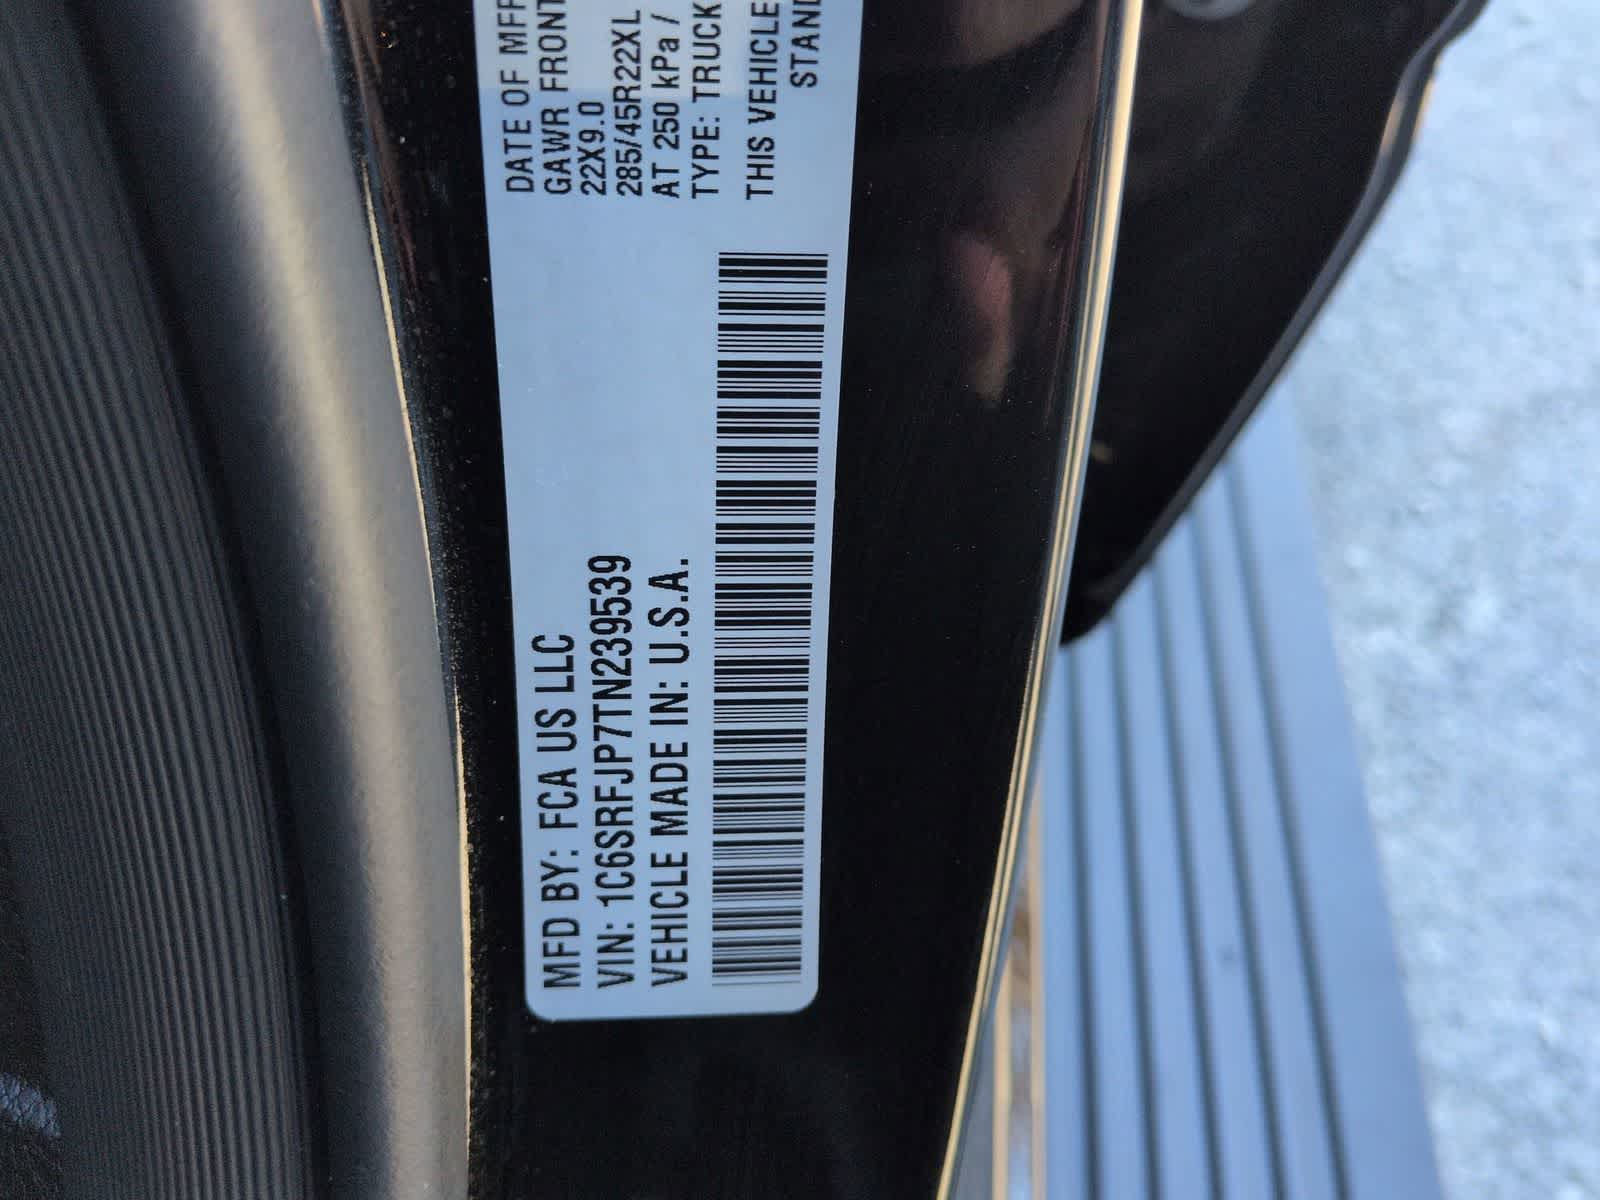 MFD BY: FCA US LLC
VIN: 1C6SRFJP7TN239539
VEHICLE MADE IN: U.S.A.
DATE OF MFR
GAWR FRONT
22X9.0
285/45R22XL
AT 250 kPa /
TYPE: TRUCK
THIS VEHICLE
STAND